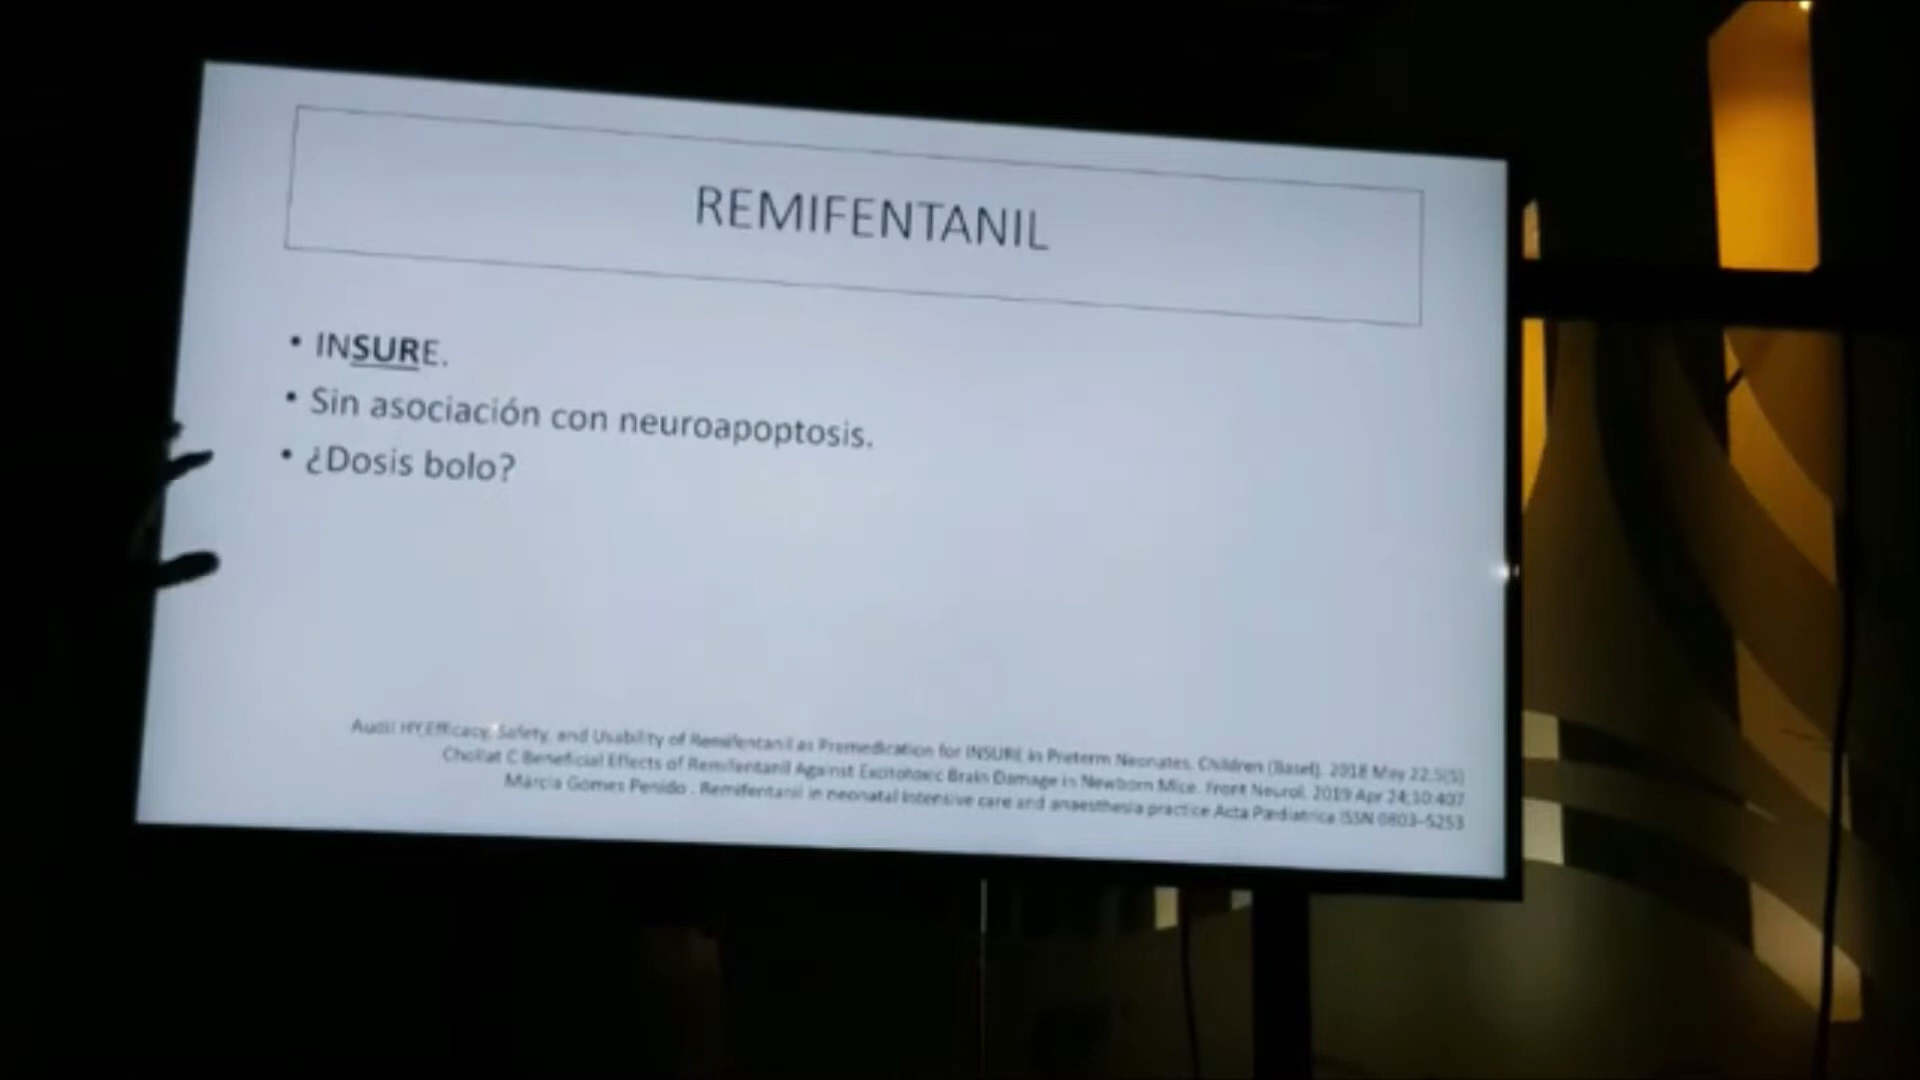 REMIFENTANIL
• INSURE.
• Sin asociación con neuroapoptosis.
• ¿Dosis bolo?
Efficacy, Safety, and Usability of Remifentanil as Premedication for INSURE in Preterm Neonates. Children (Basel). 2018 May 22;5(5)
Chollat C Beneficial Effects of Remifentanil Against Excitotoxic Brain Damage in Newborn Mice. Front Neurol. 2019 Apr 24;10:407
Márcia Gomes Penido . Remifentanil in neonatal intensive care and anaesthesia practice Acta Pædiatrica ISSN 0803–5253